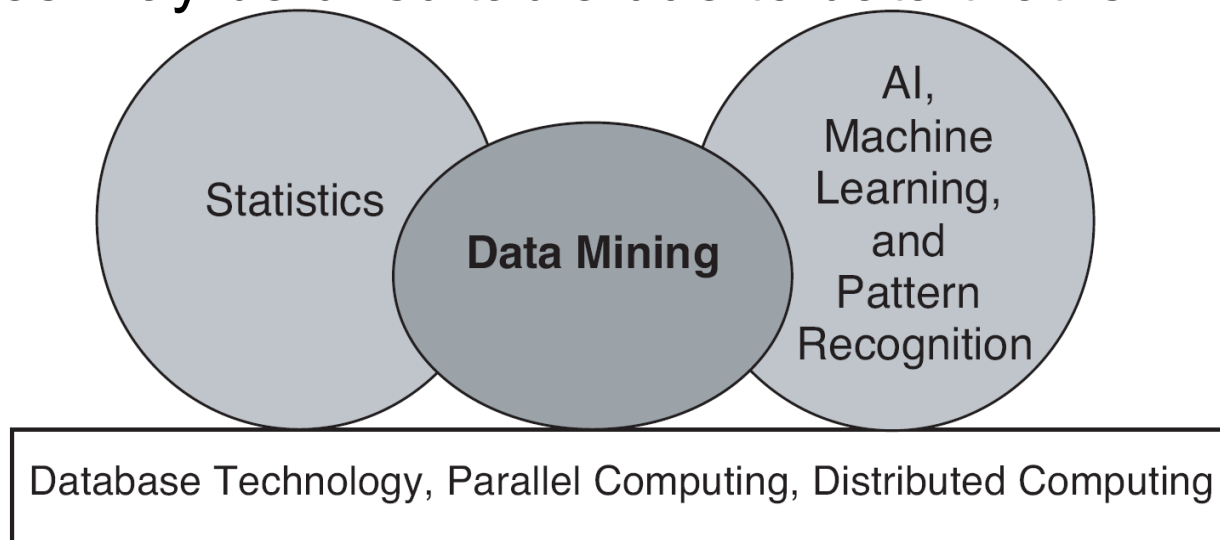 Statistics
Data Mining
AI,
Machine
Learning,
and
Pattern
Recognition
Database Technology, Parallel Computing, Distributed Computing